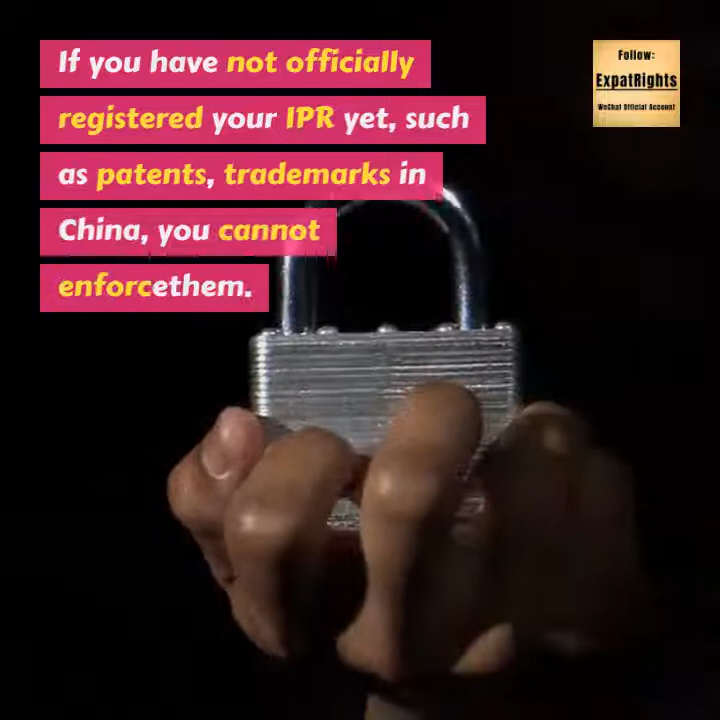 If you have not officially
registered your IPR yet, such
as patents, trademarks in
China, you cannot
enforcethem.
Follow:
ExpatRights
WeChat Official Account